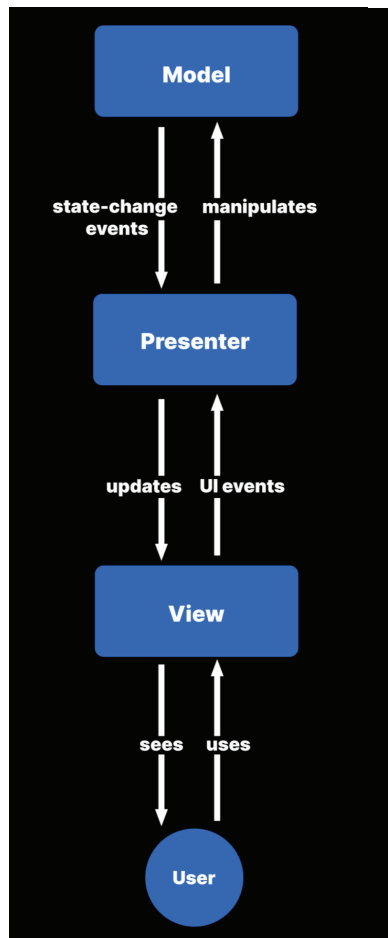 Model
state-change manipulates
events
Presenter
updates UI events
View
sees uses
User